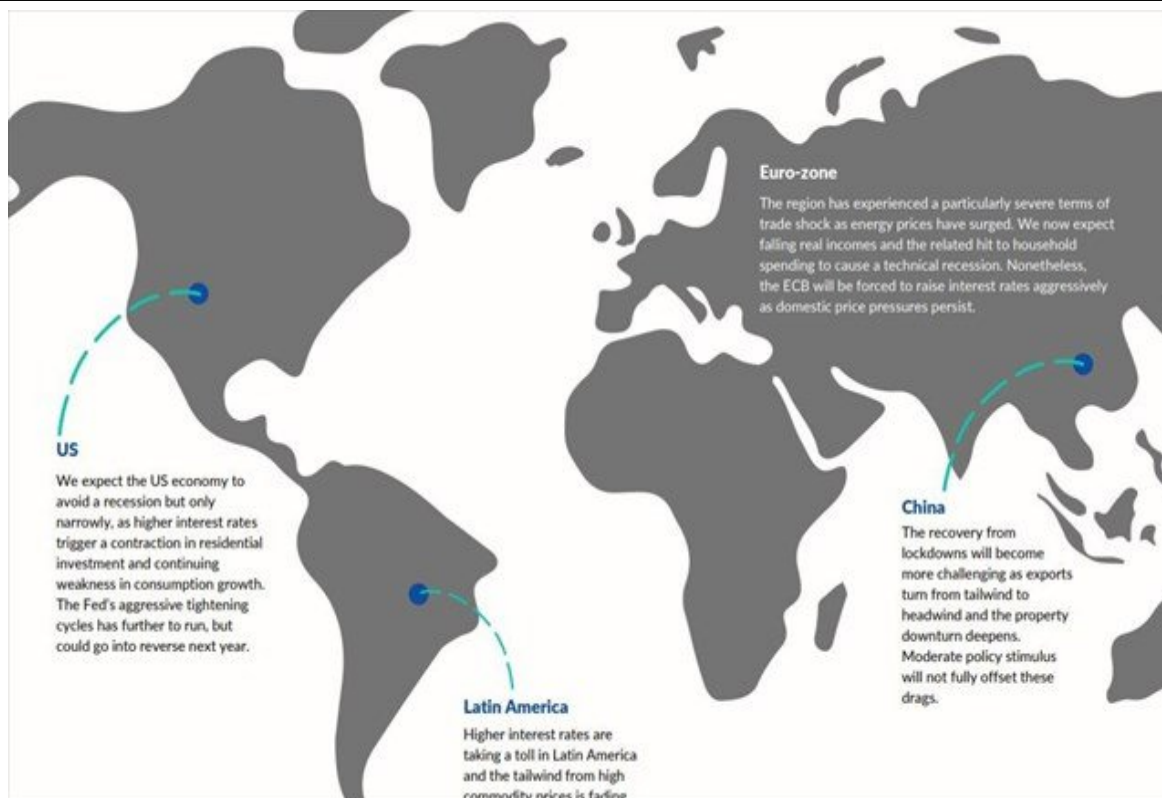 Euro-zone
The region has experienced a particularly severe terms of
trade shock as energy prices have surged. We now expect
falling real incomes and the related hit to household
spending to cause a technical recession. Nonetheless,
the ECB will be forced to raise interest rates aggressively
as domestic price pressures persist.
US
We expect the US economy to
avoid a recession but only
narrowly, as higher interest rates
trigger a contraction in residential
investment and continuing
weakness in consumption growth.
The Fed's aggressive tightening
cycles has further to run, but
could go into reverse next year.
China
The recovery from
lockdowns will become
more challenging as exports
turn from tailwind to
headwind and the property
downturn deepens.
Moderate policy stimulus
will not fully offset these
drags.
Latin America
Higher interest rates are
taking a toll in Latin America
and the tailwind from high
commodity prices is fading